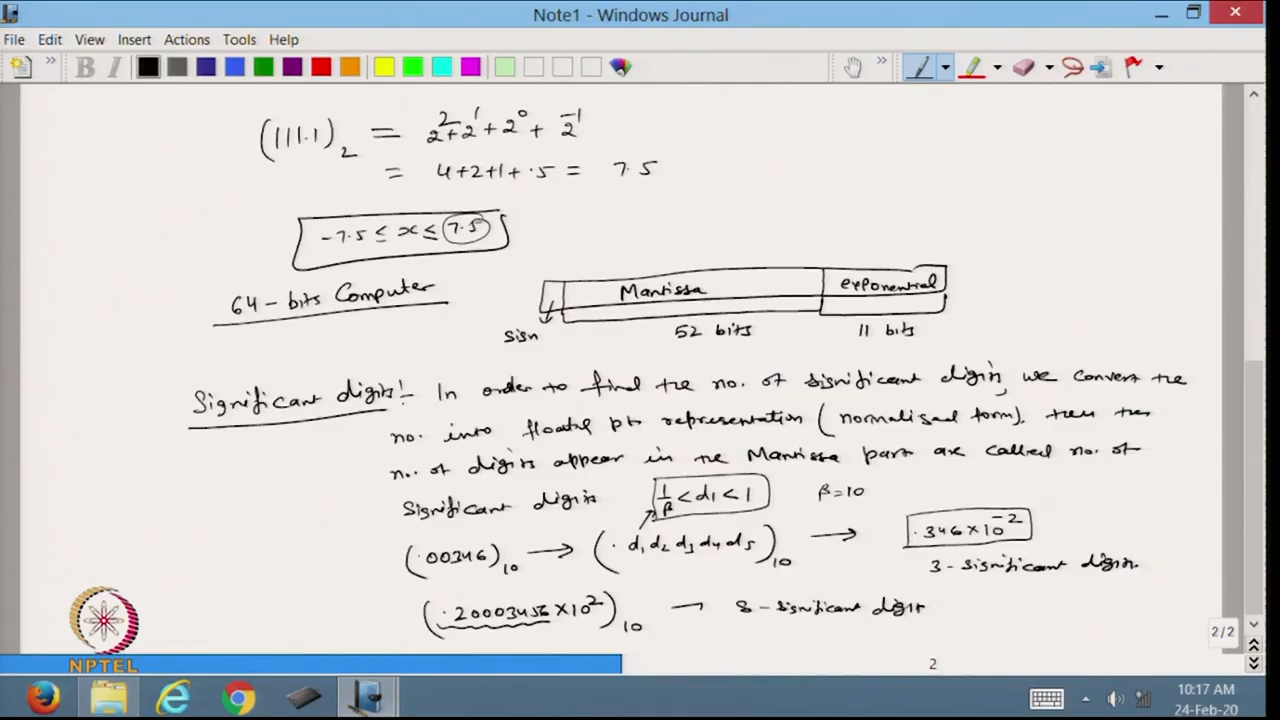 Note1 - Windows Journal
File Edit View Insert Actions Tools Help
(111.1)₂ = 2² + 2¹ + 2⁰ + 2⁻¹
= 4+2+1+.5 = 7.5
-7.5 ≤ x ≤ 7.5
64-bits Computer
Mantissa exponential
Sign 52 bits 11 bits
Significant digits:- In order to find the no. of significant digits, we convert the
no. into floating pt representation (normalised form), then the
no. of digits appear in the Mantissa part are called no. of
Significant digits 1/β < d₁ < 1 β=10
(.00346)₁₀ → (.d₁d₂d₃d₄d₅)₁₀ → .346×10⁻²
3-significant digits.
(.20003456×10²)₁₀ — 8-significant digit
NPTEL
2/2
2
10:17 AM
24-Feb-20